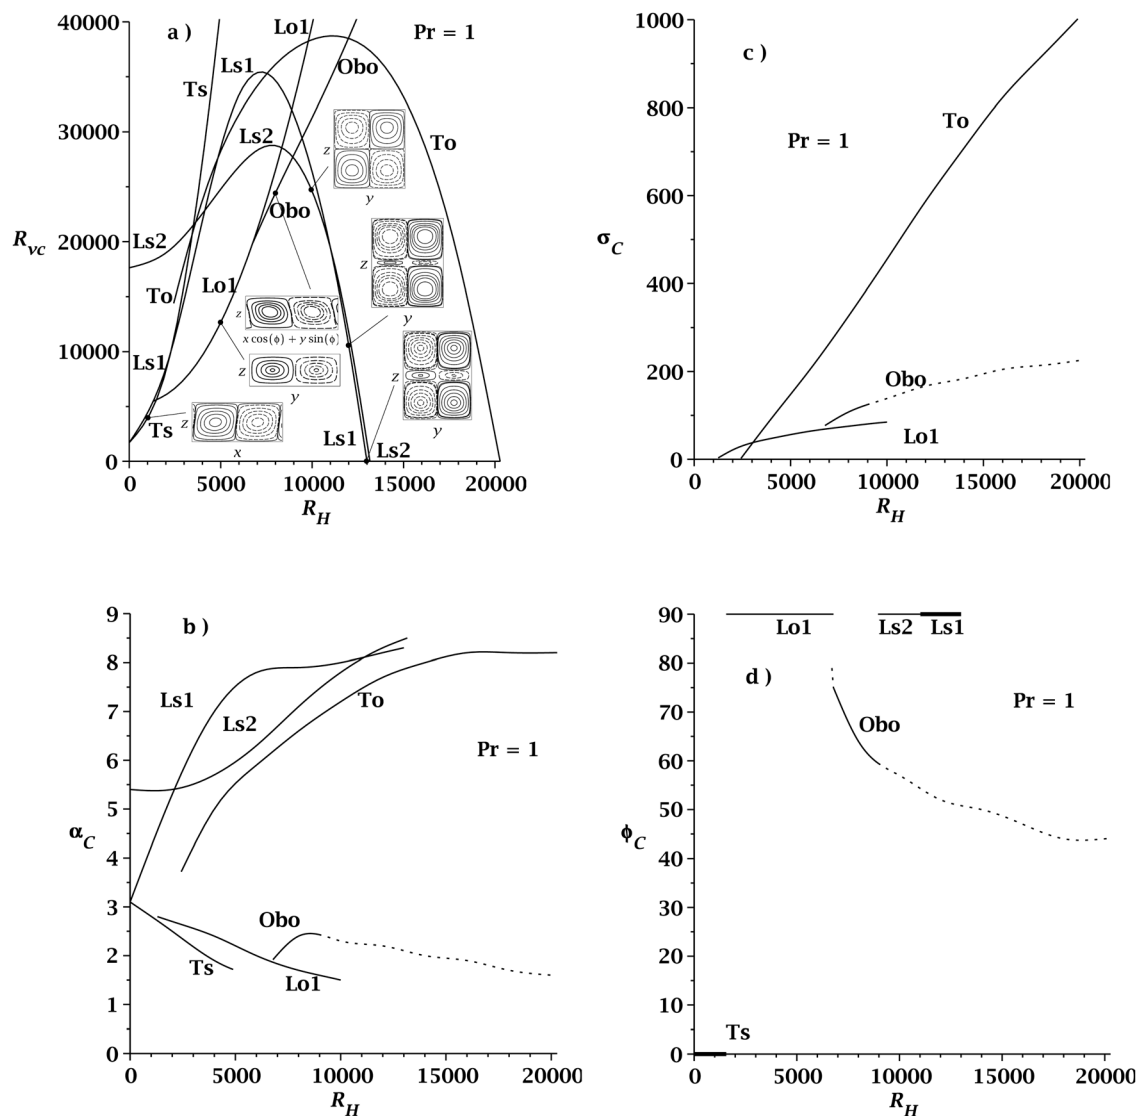 a )
Pr = 1
R_vc
40000
30000
20000
10000
0
Ts
Ls1
Lo1
Obo
Ls2
To
Ls2
Obo
To
Lo1
Ls1
Ts
Ls1
Ls2
z
y
z
y
z
x cos(ϕ) + y sin(ϕ)
z
y
z
y
z
x
0 5000 10000 15000 20000
R_H
c )
Pr = 1
σ_C
1000
800
600
400
200
0
To
Obo
Lo1
0 5000 10000 15000 20000
R_H
b )
Pr = 1
α_C
9
8
7
6
5
4
3
2
1
0
Ls1
Ls2
To
Obo
Ts
Lo1
0 5000 10000 15000 20000
R_H
d )
Pr = 1
ϕ_C
90
80
70
60
50
40
30
20
10
0
Lo1
Ls2
Ls1
Obo
Ts
0 5000 10000 15000 20000
R_H